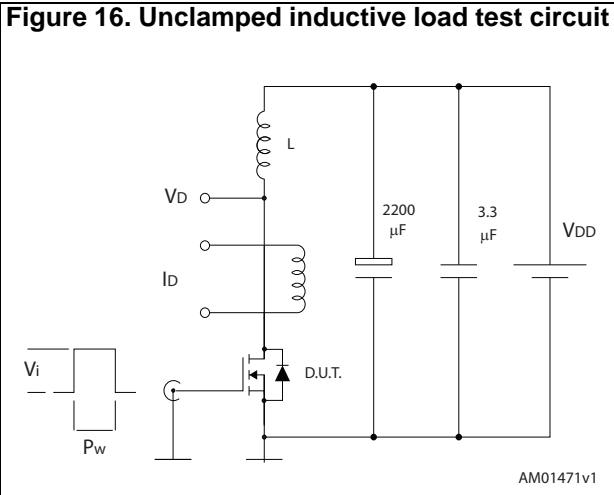 Figure 16. Unclamped inductive load test circuit
L
VD
2200
μF
3.3
μF
VDD
ID
Vi
D.U.T.
Pw
AM01471v1